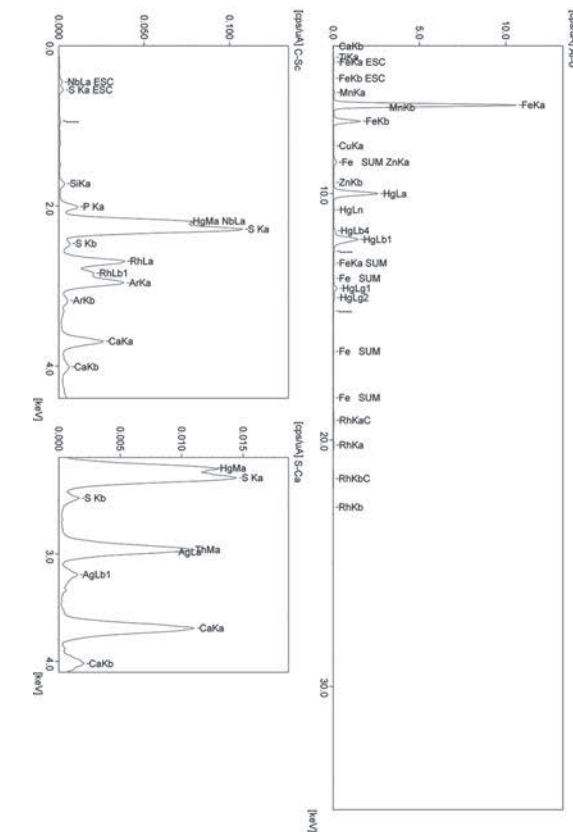 0.000
0.050
0.100
[cps/uA] C-Sc
0.0
NbLa ESC
S Ka ESC
SiKa
2.0
P Ka
HgMa NbLa
S Ka
S Kb
RhLa
RhLb1
ArKa
ArKb
CaKa
4.0
CaKb
[keV]
0.000
0.005
0.010
0.015
[cps/uA] S-Ca
HgMa
S Ka
S Kb
3.0
ThMa
AgLa
AgLb1
CaKa
4.0
CaKb
[keV]
0.0
5.0
10.0
CaKb
TiKa
FeKa ESC
FeKb ESC
MnKa
FeKa
MnKb
FeKb
CuKa
Fe SUM ZnKa
ZnKb
10.0
HgLa
HgLn
HgLb4
HgLb1
FeKa SUM
Fe SUM
HgLg1
HgLg2
Fe SUM
Fe SUM
RhKaC
20.0
RhKa
RhKbC
RhKb
30.0
[keV]